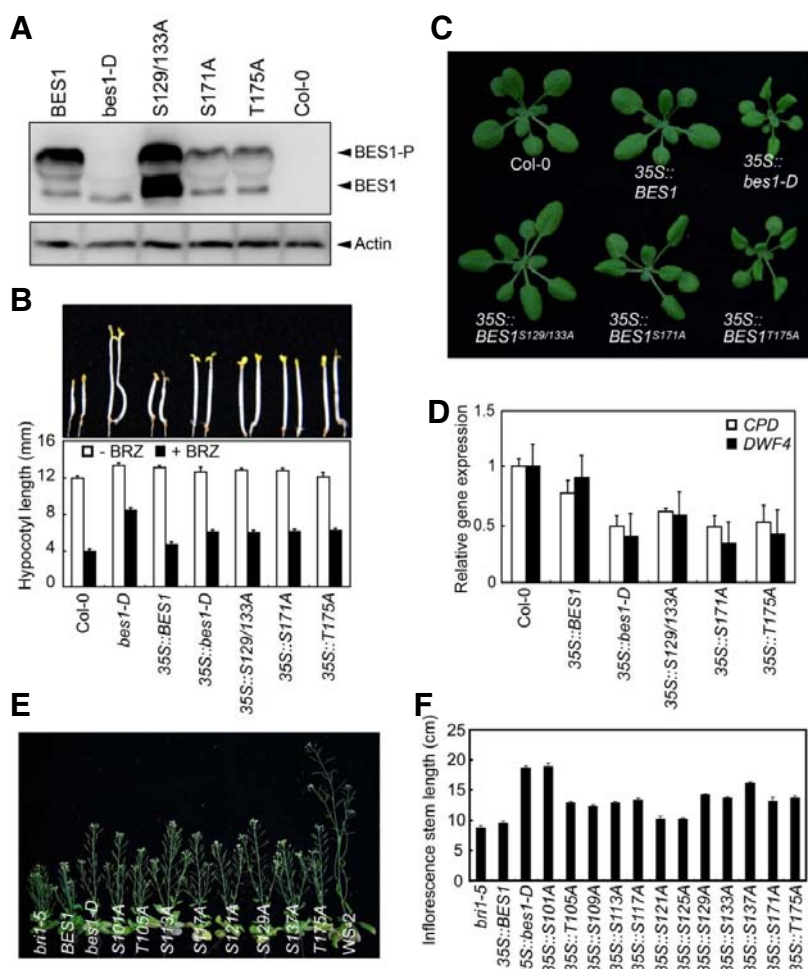 A
BES1
bes1-D
S129/133A
S171A
T175A
Col-0
BES1-P
BES1
Actin
B
- BRZ
+ BRZ
Hypocotyl length (mm)
16
12
8
4
0
Col-0
bes1-D
35S::BES1
35S::bes1-D
35S::S129/133A
35S::S171A
35S::T175A
C
Col-0
35S::
BES1
35S::
bes1-D
35S::
BES1S129/133A
35S::
BES1S171A
35S::
BES1T175A
D
CPD
DWF4
Relative gene expression
1.5
1
0.5
0
Col-0
35S::BES1
35S::bes1-D
35S::S129/133A
35S::S171A
35S::T175A
E
bri1-5
BES1
bes1-D
S101A
T105A
S113A
S117A
S121A
S129A
S137A
T175A
WS-2
F
Inflorescence stem length (cm)
25
20
15
10
5
0
bri1-5
35S::BES1
5S::bes1-D
35S::S101A
35S::T105A
35S::S109A
35S::S113A
35S::S117A
35S::S121A
35S::S125A
35S::S129A
35S::S133A
35S::S137A
35S::S171A
35S::T175A